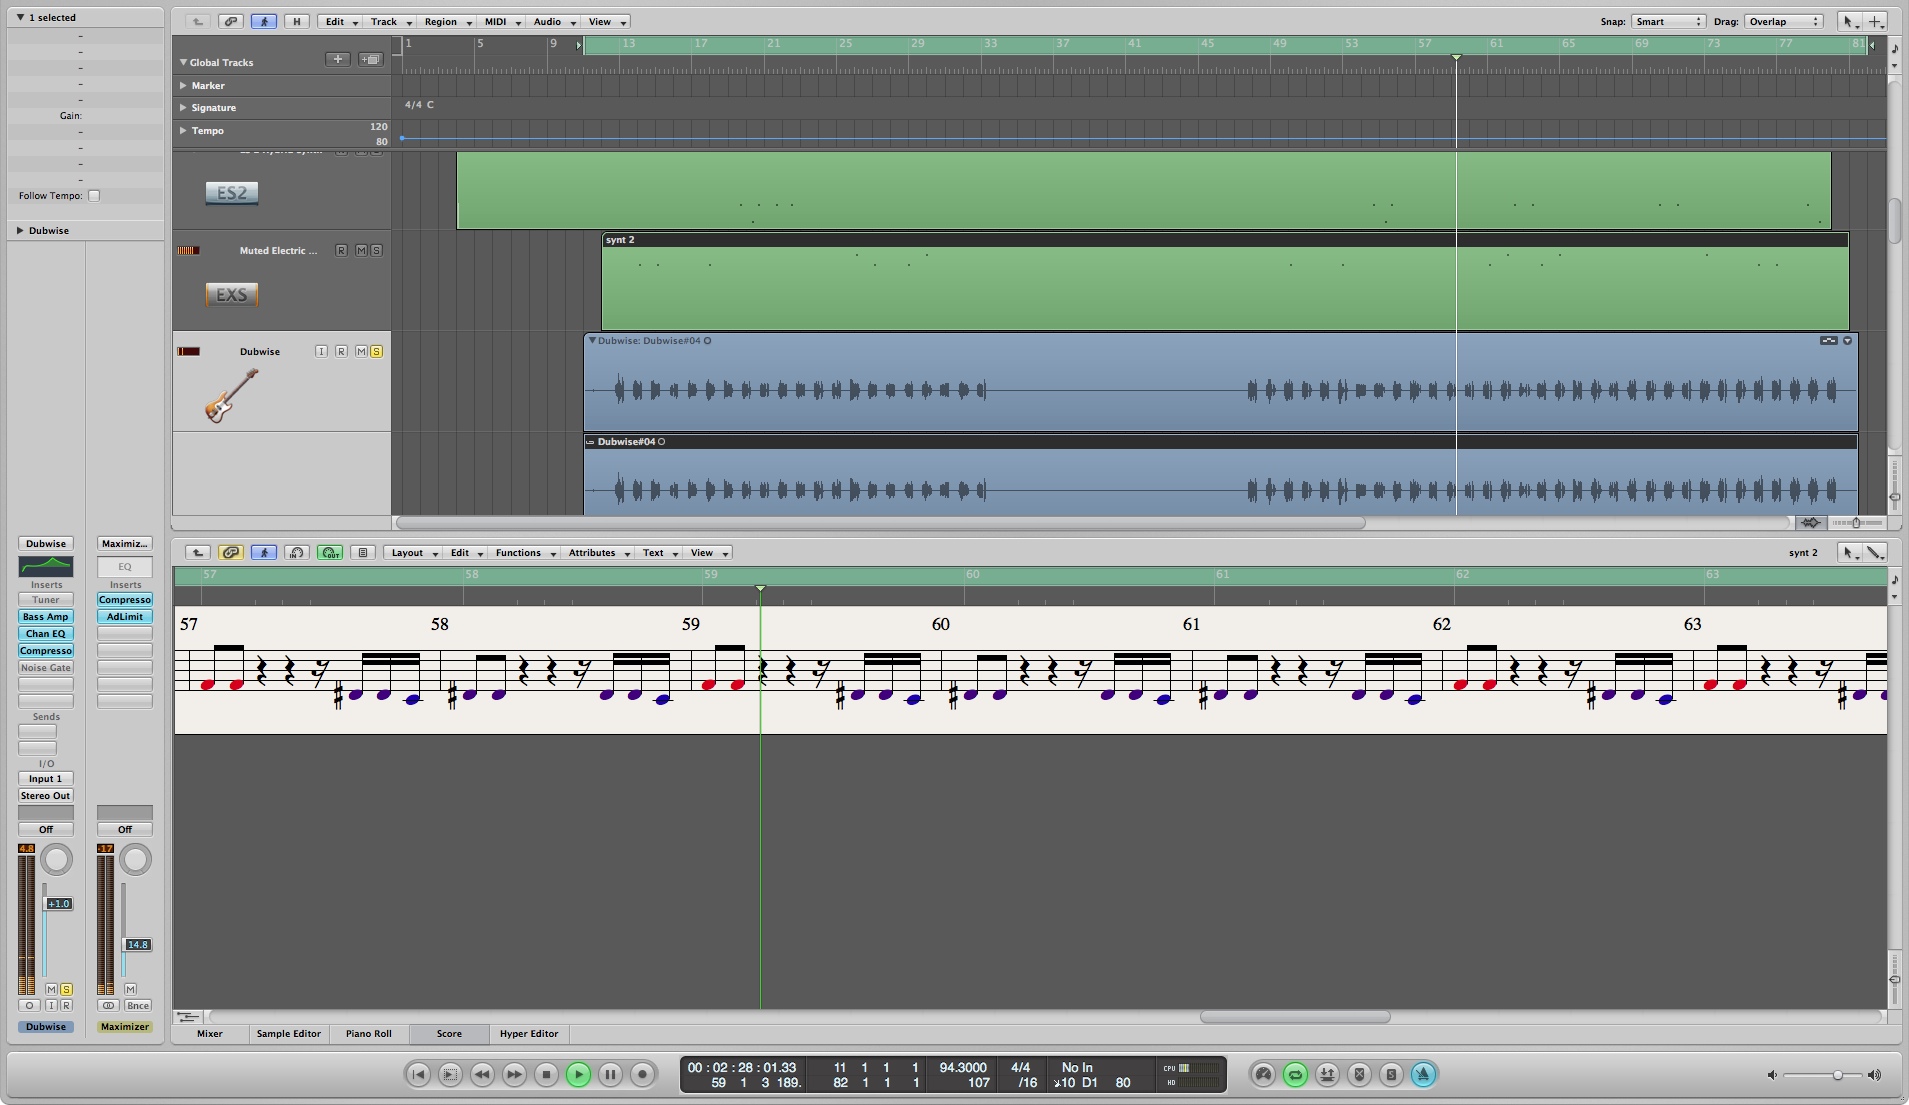 1 selected
H Edit Track Region MIDI Audio View Snap: Smart Drag: Overlap
1 5 9 13 17 21 25 29 33 37 41 45 49 53 57 61 65 69 73 77 81
Global Tracks
Marker
Signature 4/4 C
Tempo 120
80
Gain:
Follow Tempo:
Dubwise
ES2
Muted Electric ... R M S
EXS
synt 2
Dubwise I R M S
Dubwise: Dubwise#04
Dubwise#04
Layout Edit Functions Attributes Text View synt 2
57 58 59 60 61 62 63
57 58 59 60 61 62 63
Dubwise Maximiz...
EQ
Inserts Inserts
Tuner Compresso
Bass Amp AdLimit
Chan EQ
Compresso
Noise Gate
Sends
I/O
Input 1
Stereo Out
Off Off
4.8 -17
+1.0
14.8
M S M
I R Bnce
Dubwise Maximizer
Mixer Sample Editor Piano Roll Score Hyper Editor
00 : 02 : 28 : 01.33 11 1 1 1 94.3000 4/4 No In CPU
59 1 3 189. 82 1 1 1 107 /16 10 D1 80 HD